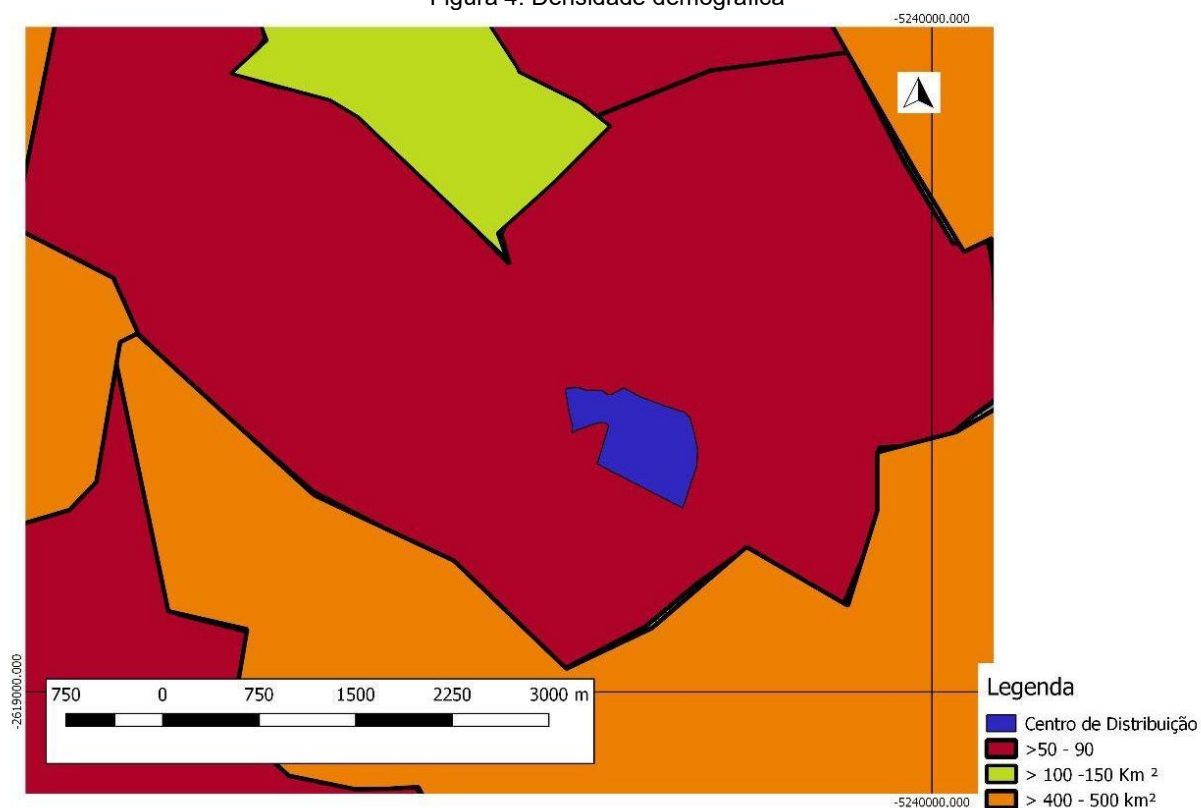 Figura 4: Densidade demográfica
-5240000.000
-2619000.000
750 0 750 1500 2250 3000 m
Legenda
Centro de Distribuição
>50 - 90
> 100 -150 Km ²
> 400 - 500 km²
-5240000.000